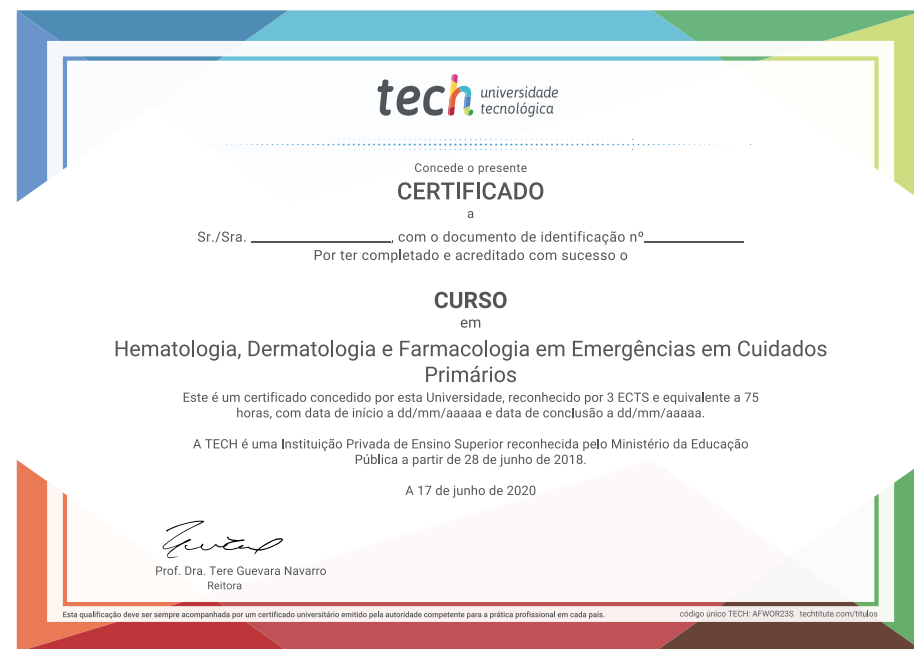 tech universidade
tecnológica
Concede o presente
CERTIFICADO
a
Sr./Sra. ____________, com o documento de identificação nº____________
Por ter completado e acreditado com sucesso o
CURSO
em
Hematologia, Dermatologia e Farmacologia em Emergências em Cuidados
Primários
Este é um certificado concedido por esta Universidade, reconhecido por 3 ECTS e equivalente a 75
horas, com data de início a dd/mm/aaaaa e data de conclusão a dd/mm/aaaaa.
A TECH é uma Instituição Privada de Ensino Superior reconhecida pelo Ministério da Educação
Pública a partir de 28 de junho de 2018.
A 17 de junho de 2020
Prof. Dra. Tere Guevara Navarro
Reitora
Esta qualificação deve ser sempre acompanhada por um certificado universitário emitido pela autoridade competente para a prática profissional em cada país.
código único TECH: AFWOR23S techtitute.com/titulos